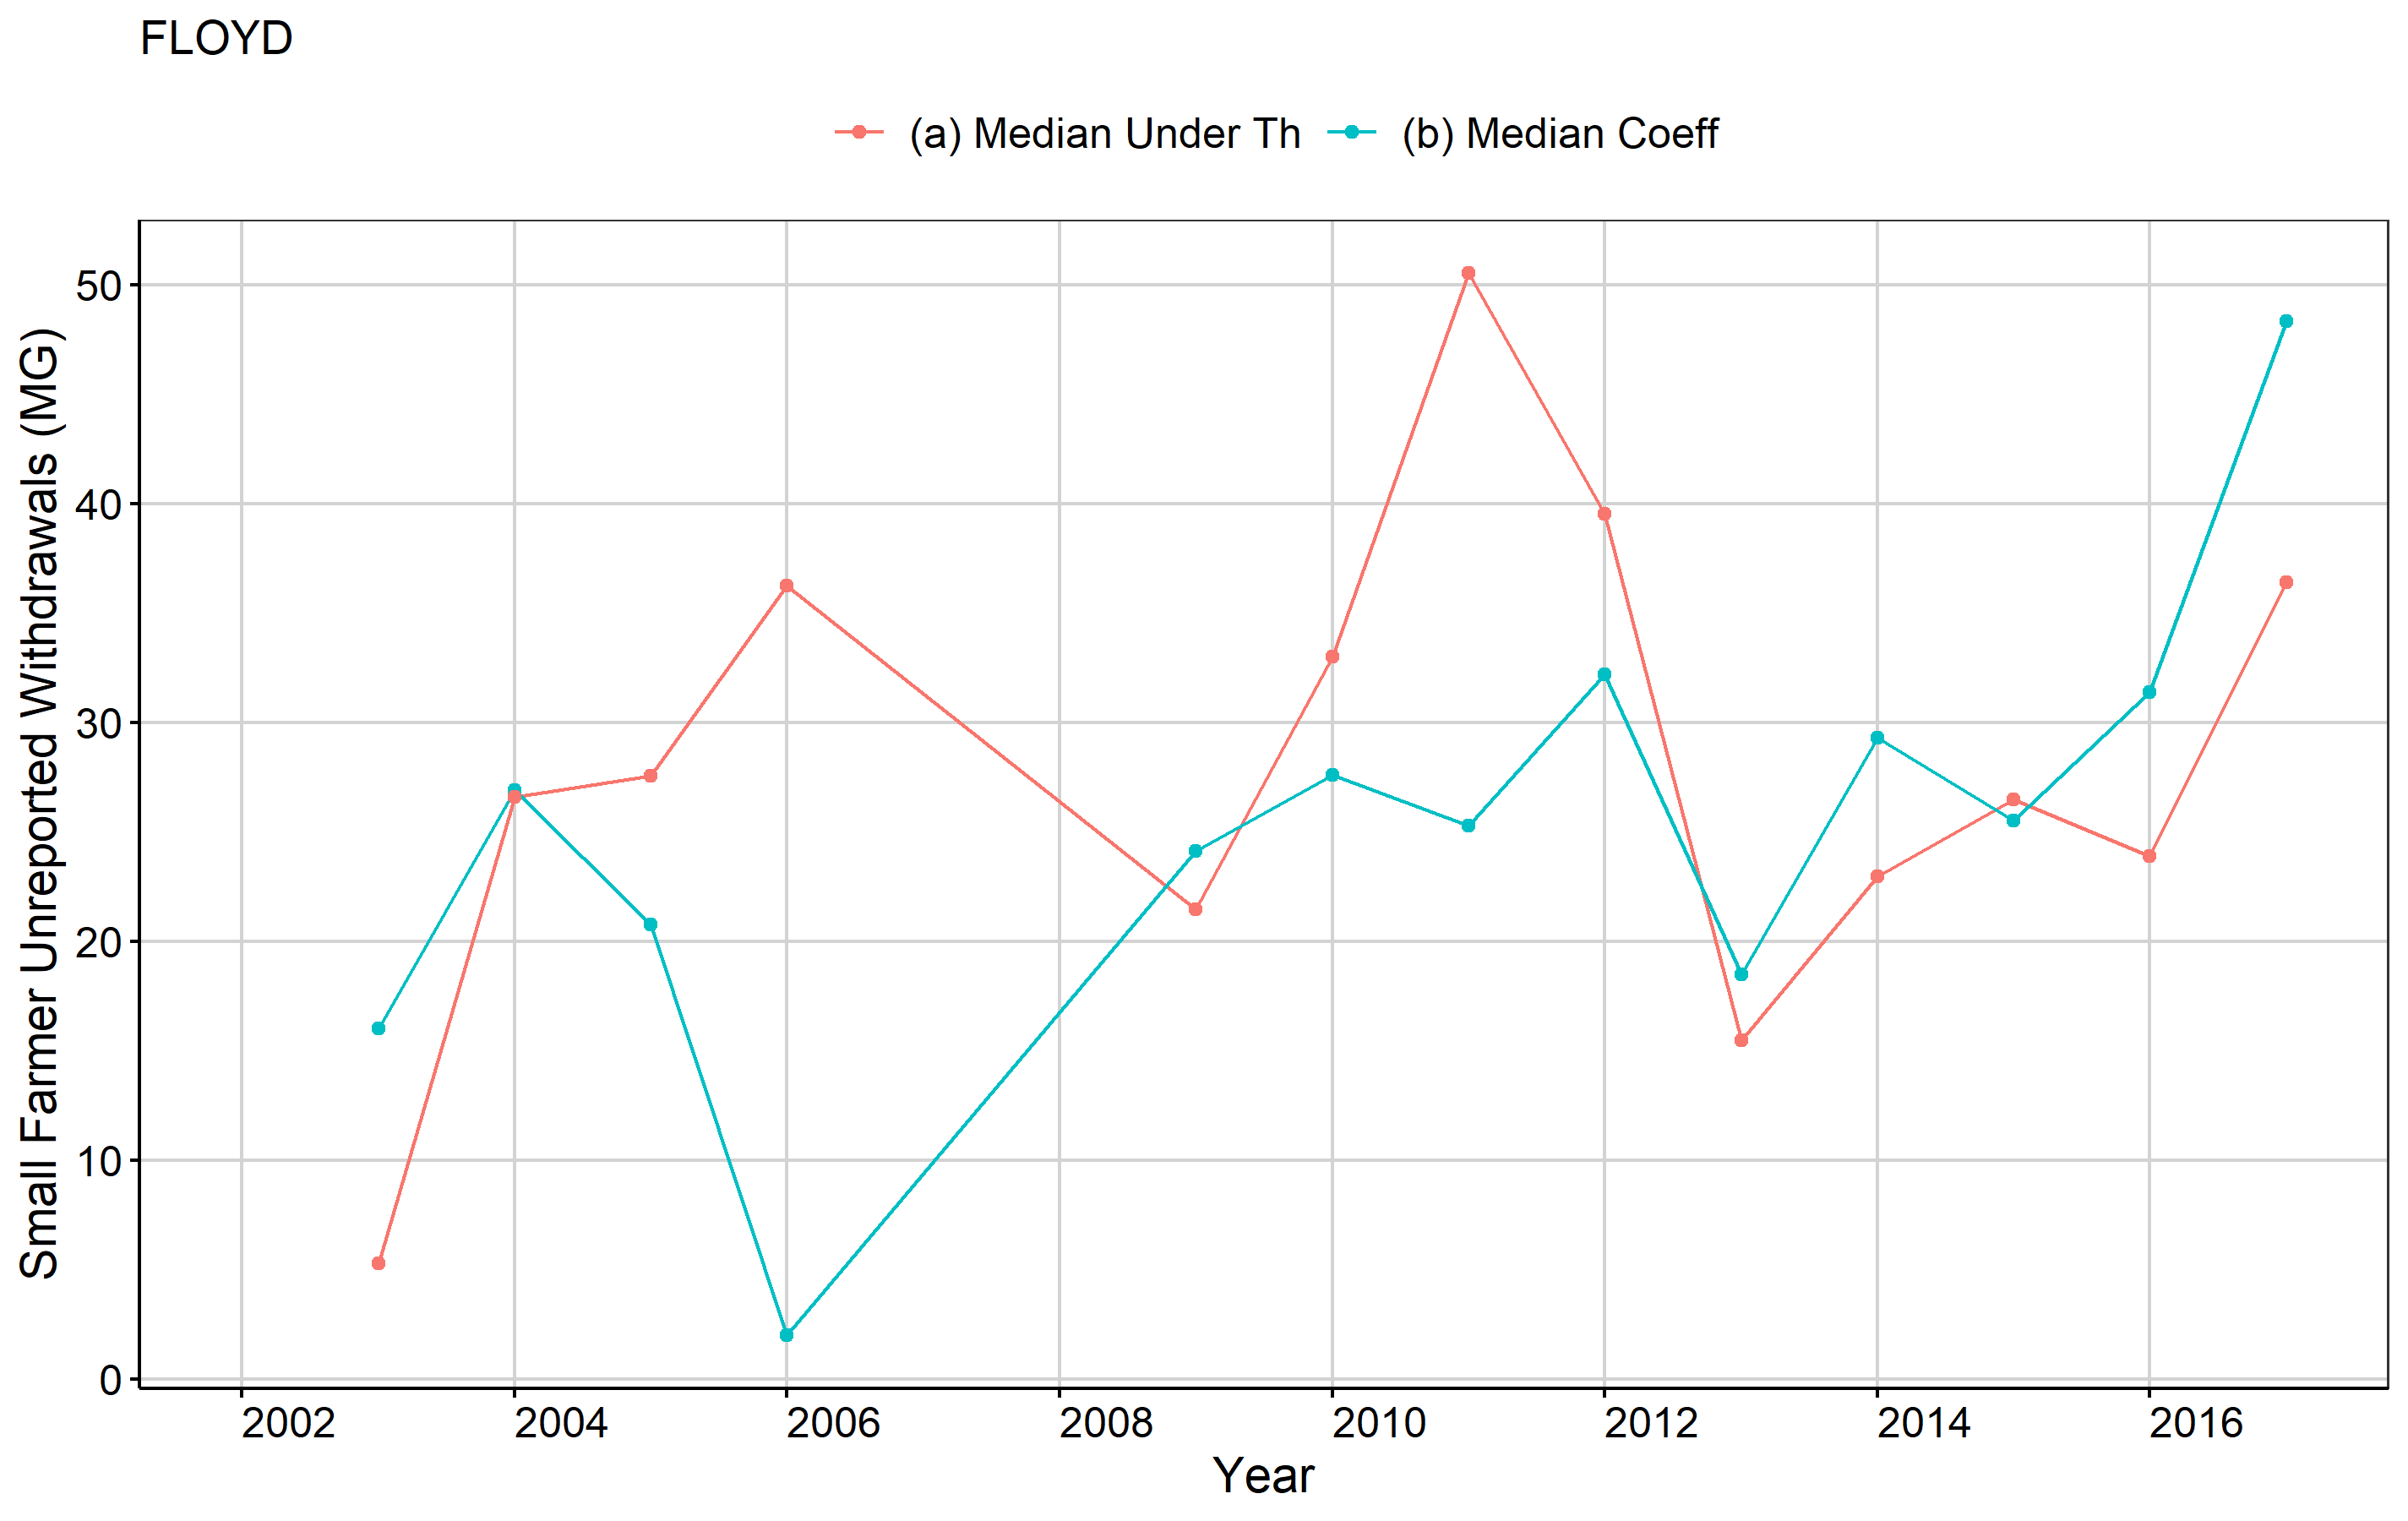 FLOYD
(a) Median Under Th (b) Median Coeff
Small Farmer Unreported Withdrawals (MG)
50
40
30
20
10
0
2002 2004 2006 2008 2010 2012 2014 2016
Year